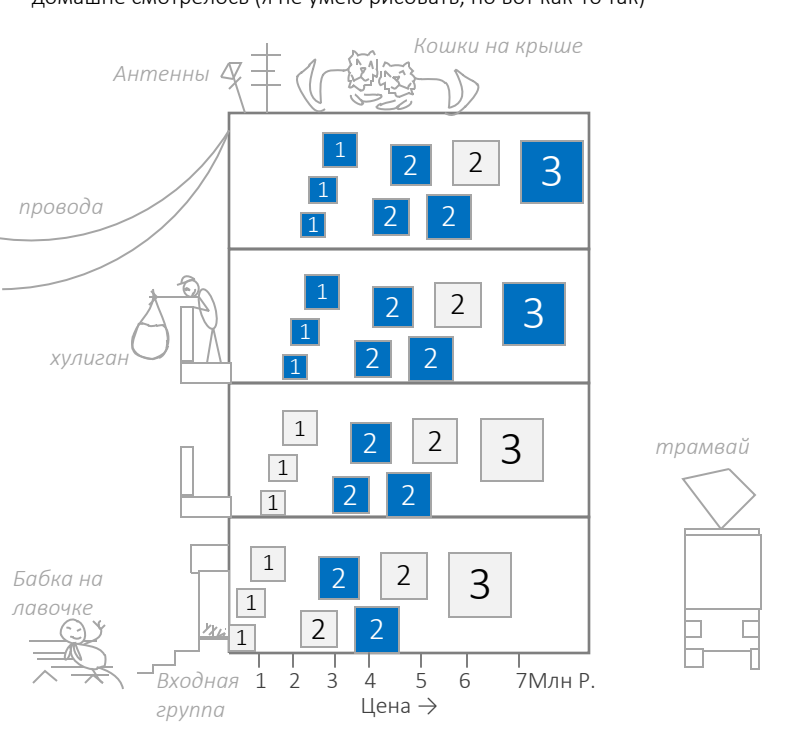 домашне смотрелось (я не умею рисовать, но вот как-то так)
Кошки на крыше
Антенны
1 2 2 3
1
провода
1 2 2
1 2 2 3
1
хулиган
1 2 2
1 2 2 3
трамвай
1
1 2 2
1 2 2 3
Бабка на
лавочке
1
1 2 2
Входная
группа
1 2 3 4 5 6 7Млн Р.
Цена →